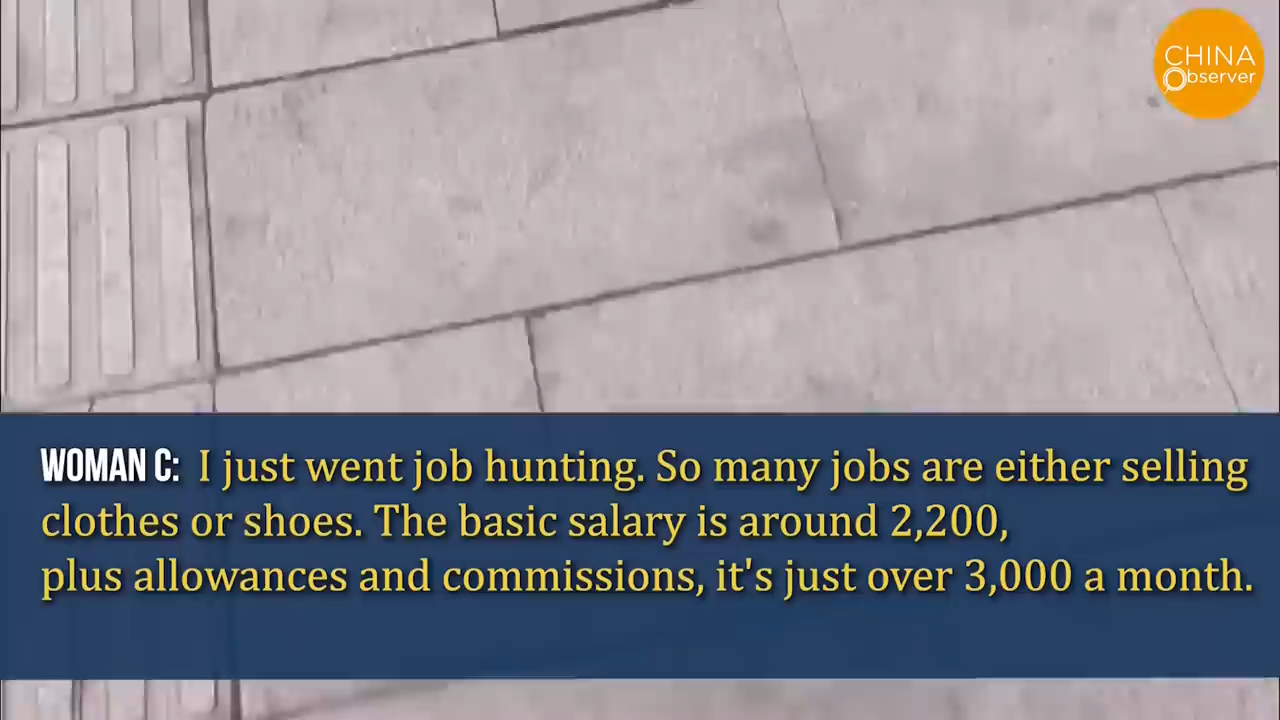 CHINA
Observer
WOMAN C: I just went job hunting. So many jobs are either selling
clothes or shoes. The basic salary is around 2,200,
plus allowances and commissions, it's just over 3,000 a month.